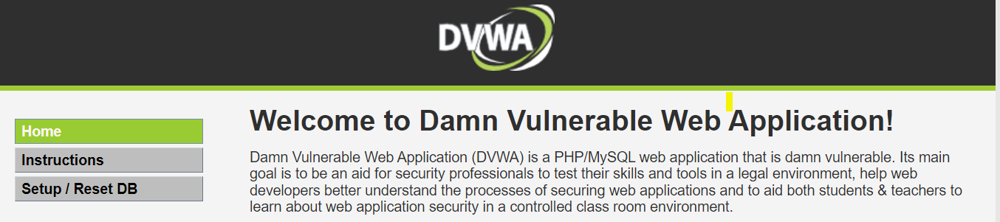 DVWA
Welcome to Damn Vulnerable Web Application!
Home
Instructions
Setup / Reset DB
Damn Vulnerable Web Application (DVWA) is a PHP/MySQL web application that is damn vulnerable. Its main
goal is to be an aid for security professionals to test their skills and tools in a legal environment, help web
developers better understand the processes of securing web applications and to aid both students & teachers to
learn about web application security in a controlled class room environment.